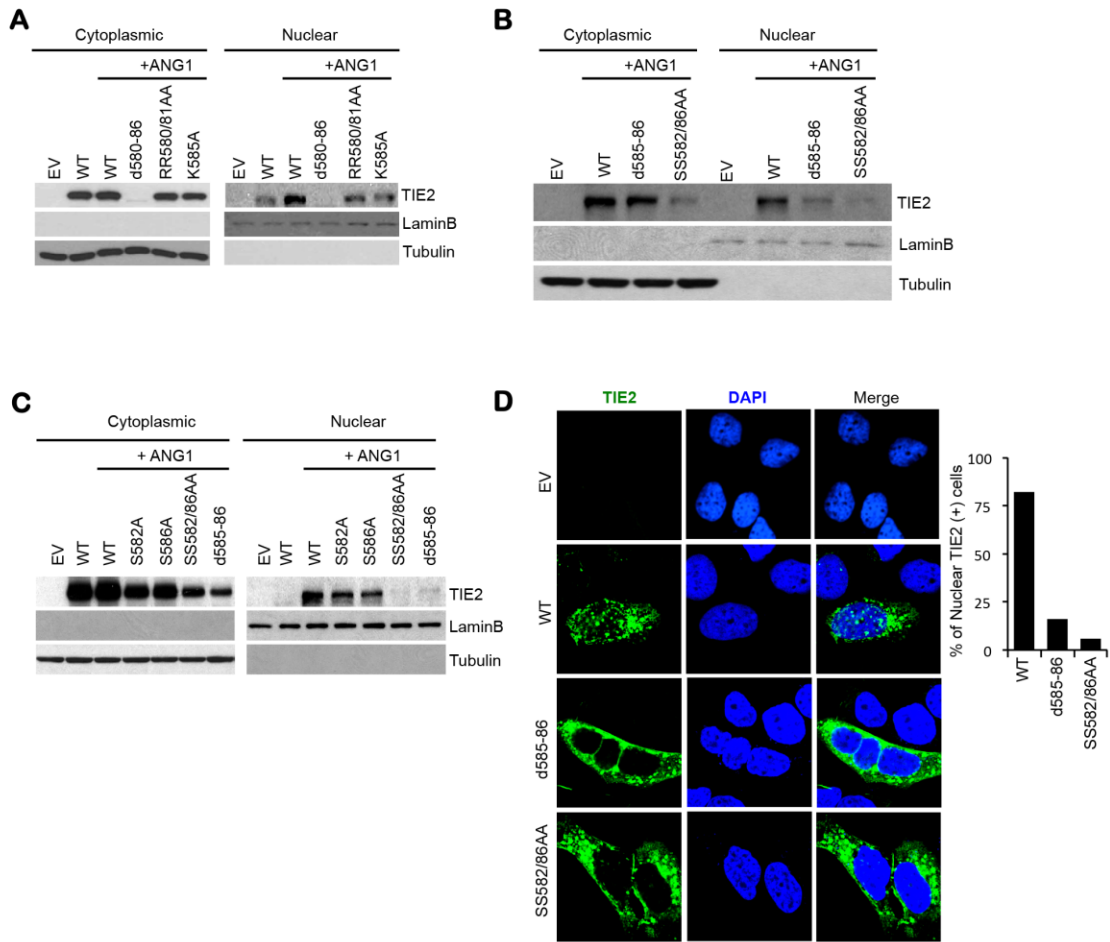 A
Cytoplasmic Nuclear
+ANG1 +ANG1
EV WT WT d580-86 RR580/81AA K585A EV WT WT d580-86 RR580/81AA K585A
TIE2
LaminB
Tubulin
B
Cytoplasmic Nuclear
+ANG1 +ANG1
EV WT d585-86 SS582/86AA EV WT d585-86 SS582/86AA
TIE2
LaminB
Tubulin
C
Cytoplasmic Nuclear
+ ANG1 + ANG1
EV WT WT S582A S586A SS582/86AA d585-86 EV WT WT S582A S586A SS582/86AA d585-86
TIE2
LaminB
Tubulin
D
TIE2 DAPI Merge
EV
WT
d585-86
SS582/86AA
% of Nuclear TIE2 (+) cells
100
75
50
25
0
WT d585-86 SS582/86AA